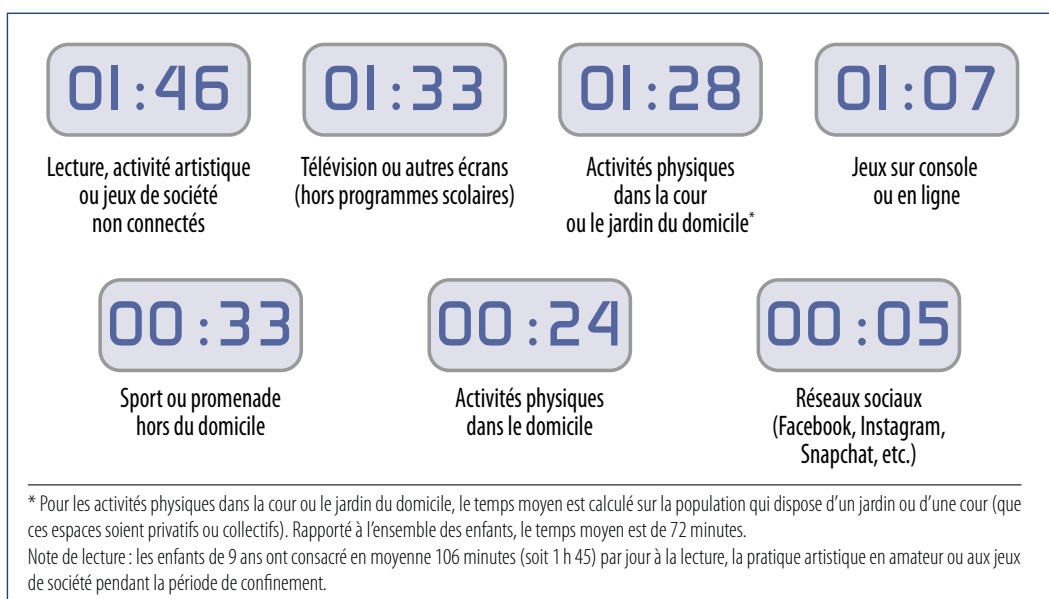 01:46
01:33
01:28
01:07
Lecture, activité artistique
ou jeux de société
non connectés
Télévision ou autres écrans
(hors programmes scolaires)
Activités physiques
dans la cour
ou le jardin du domicile*
Jeux sur console
ou en ligne
00:33
00:24
00:05
Sport ou promenade
hors du domicile
Activités physiques
dans le domicile
Réseaux sociaux
(Facebook, Instagram,
Snapchat, etc.)
* Pour les activités physiques dans la cour ou le jardin du domicile, le temps moyen est calculé sur la population qui dispose d’un jardin ou d’une cour (que
ces espaces soient privatifs ou collectifs). Rapporté à l’ensemble des enfants, le temps moyen est de 72 minutes.
Note de lecture : les enfants de 9 ans ont consacré en moyenne 106 minutes (soit 1 h 45) par jour à la lecture, la pratique artistique en amateur ou aux jeux
de société pendant la période de confinement.